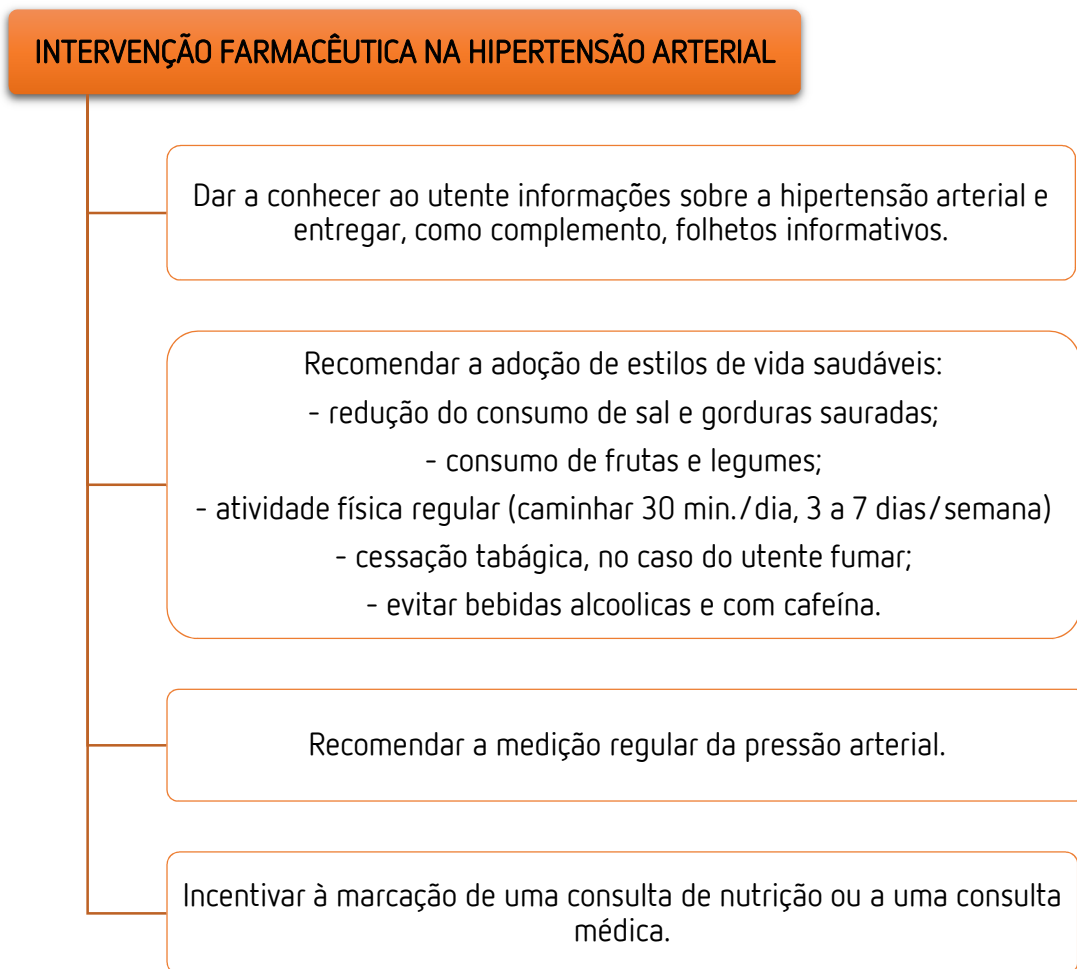 INTERVENÇÃO FARMACÊUTICA NA HIPERTENSÃO ARTERIAL
Dar a conhecer ao utente informações sobre a hipertensão arterial e
entregar, como complemento, folhetos informativos.
Recomendar a adoção de estilos de vida saudáveis:
- redução do consumo de sal e gorduras sauradas;
- consumo de frutas e legumes;
- atividade física regular (caminhar 30 min./dia, 3 a 7 dias/semana)
- cessação tabágica, no caso do utente fumar;
- evitar bebidas alcoolicas e com cafeína.
Recomendar a medição regular da pressão arterial.
Incentivar à marcação de uma consulta de nutrição ou a uma consulta
médica.